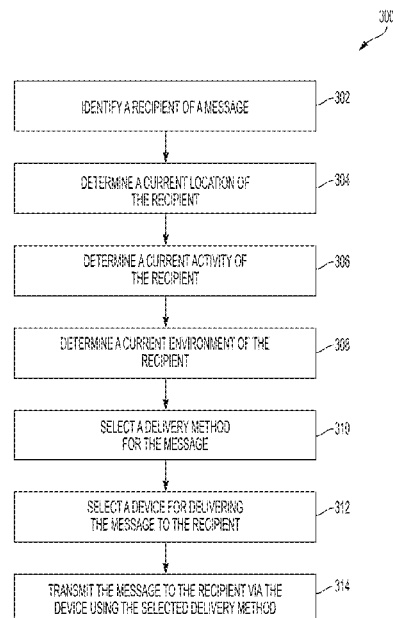 300
IDENTIFY A RECIPIENT OF A MESSAGE
302
DETERMINE A CURRENT LOCATION OF
THE RECIPIENT
304
DETERMINE A CURRENT ACTIVITY OF
THE RECIPIENT
306
DETERMINE A CURRENT ENVIRONMENT OF THE
RECIPIENT
308
SELECT A DELIVERY METHOD
FOR THE MESSAGE
310
SELECT A DEVICE FOR DELIVERING
THE MESSAGE TO THE RECIPIENT
312
TRANSMIT THE MESSAGE TO THE RECIPIENT VIA THE
DEVICE USING THE SELECTED DELIVERY METHOD
314